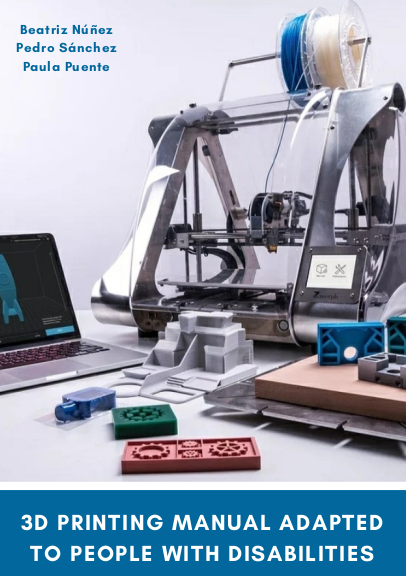 Beatriz Núñez
Pedro Sánchez
Paula Puente
3D PRINTING MANUAL ADAPTED
TO PEOPLE WITH DISABILITIES